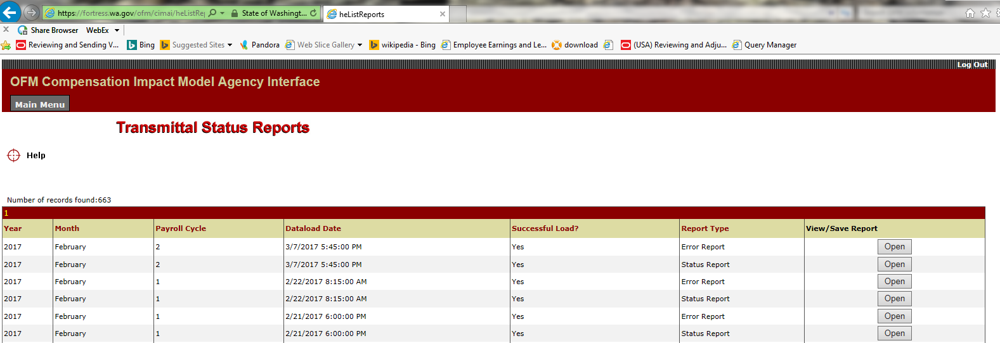 https://fortress.wa.gov/ofm/cimai/heListRe State of Washingt... heListReports
Share Browser WebEx
Reviewing and Sending V... Bing Suggested Sites Pandora Web Slice Gallery wikipedia - Bing Employee Earnings and Le... download (USA) Reviewing and Adju... Query Manager
Log Out
OFM Compensation Impact Model Agency Interface
Main Menu
Transmittal Status Reports
Help
Number of records found:663
1
Year Month Payroll Cycle Dataload Date Successful Load? Report Type View/Save Report
2017 February 2 3/7/2017 5:45:00 PM Yes Error Report Open
2017 February 2 3/7/2017 5:45:00 PM Yes Status Report Open
2017 February 1 2/22/2017 8:15:00 AM Yes Error Report Open
2017 February 1 2/22/2017 8:15:00 AM Yes Status Report Open
2017 February 1 2/21/2017 6:00:00 PM Yes Error Report Open
2017 February 1 2/21/2017 6:00:00 PM Yes Status Report Open